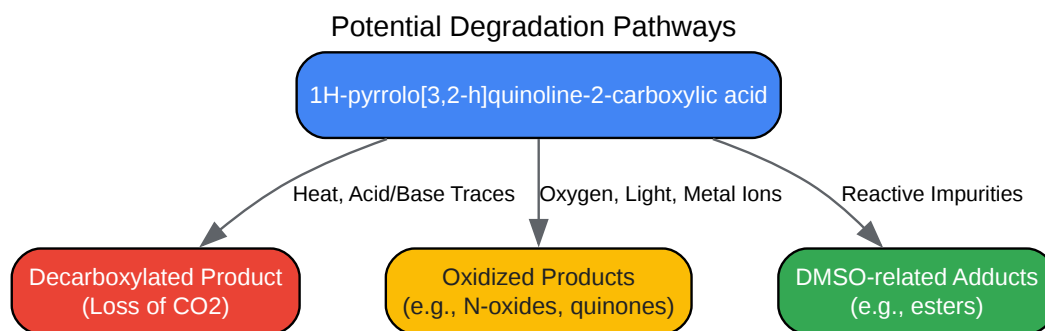 Potential Degradation Pathways
1H-pyrrolo[3,2-h]quinoline-2-carboxylic acid
Heat, Acid/Base Traces
Oxygen, Light, Metal Ions
Reactive Impurities
Decarboxylated Product
(Loss of CO2)
Oxidized Products
(e.g., N-oxides, quinones)
DMSO-related Adducts
(e.g., esters)